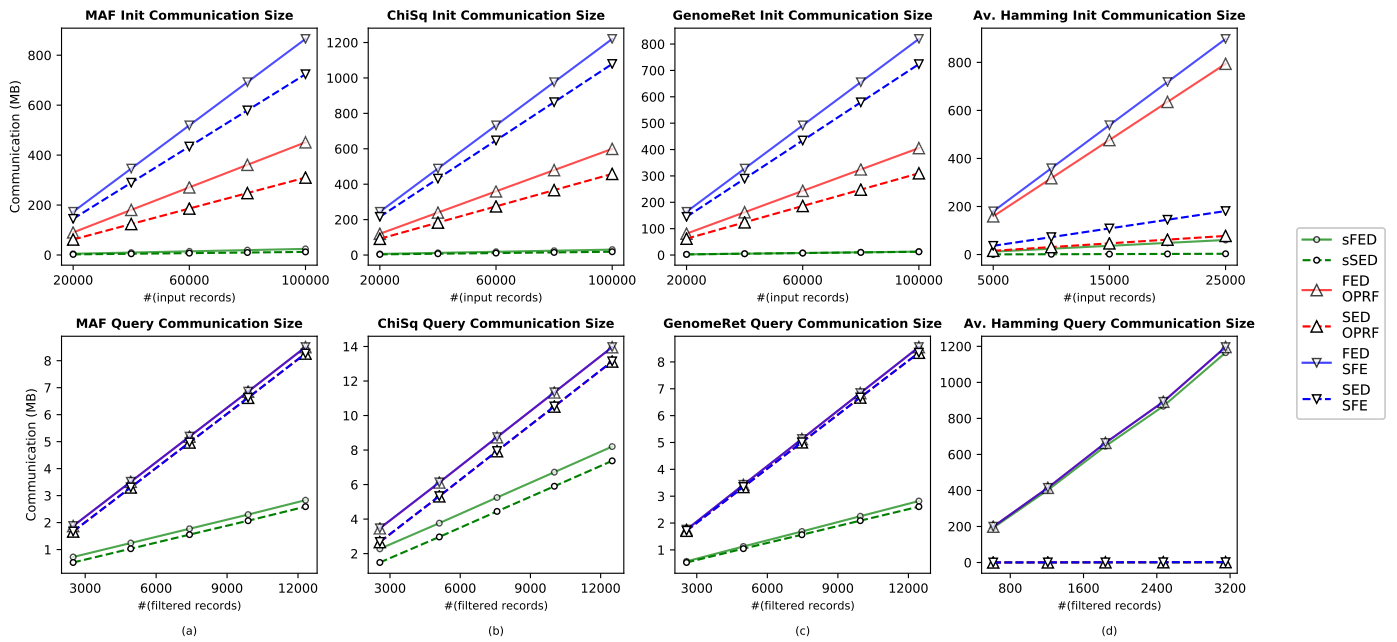 MAF Init Communication Size
ChiSq Init Communication Size
GenomeRet Init Communication Size
Av. Hamming Init Communication Size
Communication (MB)
800
600
400
200
0
20000
60000
100000
#(input records)
1200
1000
800
600
400
200
0
20000
60000
100000
#(input records)
800
700
600
500
400
300
200
100
0
20000
60000
100000
#(input records)
800
600
400
200
0
5000
15000
25000
#(input records)
sFED
sSED
FED
OPRF
SED
OPRF
FED
SFE
SED
SFE
MAF Query Communication Size
ChiSq Query Communication Size
GenomeRet Query Communication Size
Av. Hamming Query Communication Size
Communication (MB)
8
7
6
5
4
3
2
1
3000
6000
9000
12000
#(filtered records)
(a)
14
12
10
8
6
4
2
3000
6000
9000
12000
#(filtered records)
(b)
8
7
6
5
4
3
2
1
3000
6000
9000
12000
#(filtered records)
(c)
1200
1000
800
600
400
200
0
800
1600
2400
3200
#(filtered records)
(d)